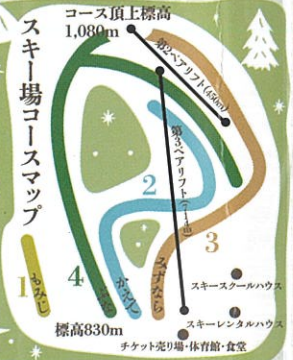 コース頂上標高
1,080m
スキー場コースマップ
第2ペアリフト(456m)
第3ペアリフト(714m)
1
もみじ
4
2
かえで
3
みずなら
スキースクールハウス
スキーレンタルハウス
標高830m
チケット売り場・体育館・食堂